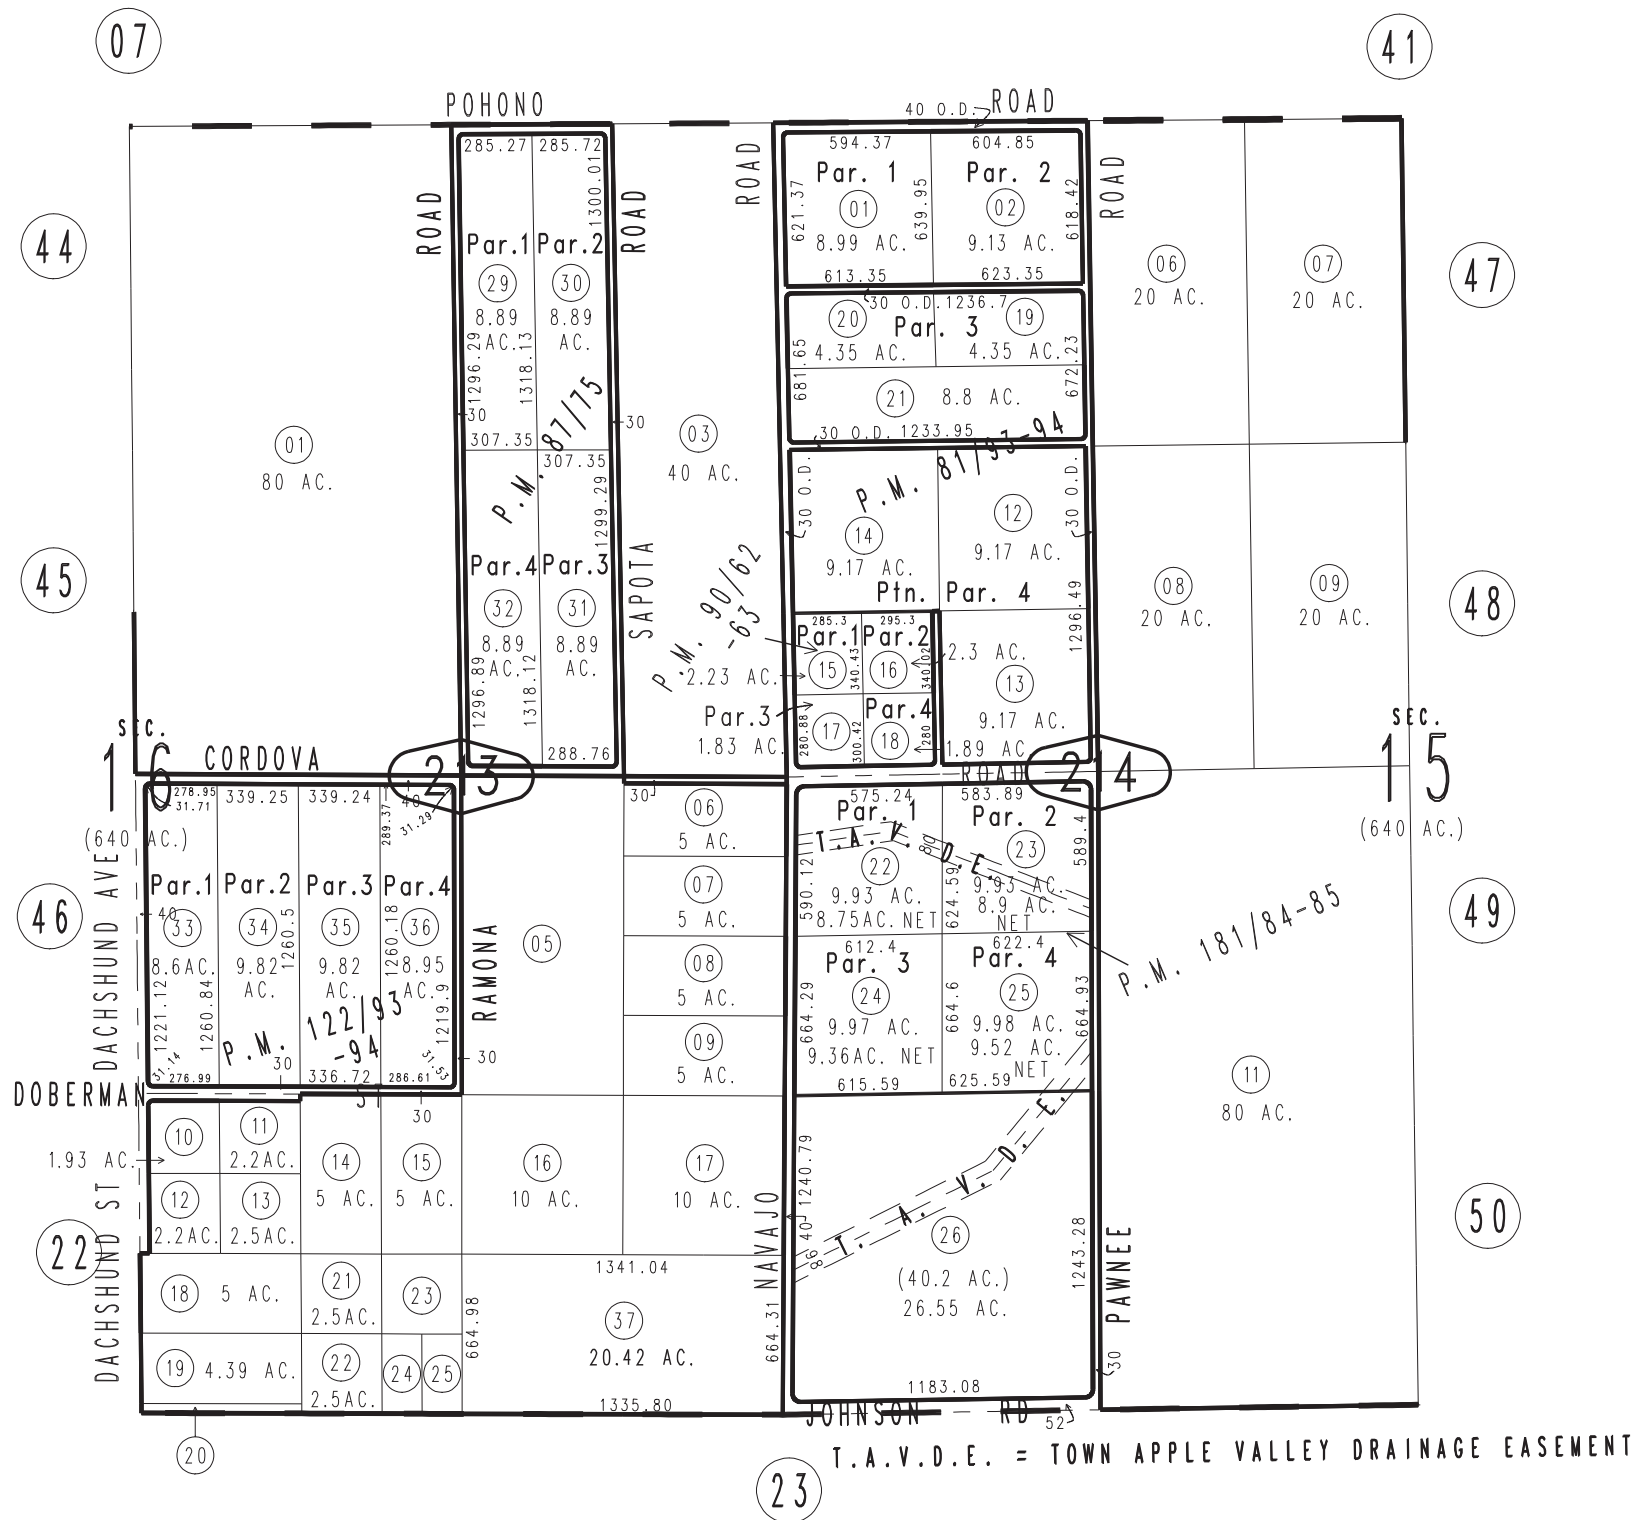 07
41
POHONO
40 O.D.
ROAD
285.27
285.72
594.37
604.85
ROAD
ROAD
ROAD
ROAD
1300.01
Par. 1
Par. 2
621.37
01
639.95
02
618.42
8.99 AC.
9.13 AC.
44
Par.1
Par.2
613.35
623.35
06
20 AC.
07
20 AC.
47
29
8.89
AC.
30
8.89
AC.
30 O.D.
1236.7
20
Par. 3
19
4.35 AC.
4.35 AC.
681.65
672.23
1296.29
1318.13
21
8.8 AC.
30
30
P.M. 87/75
307.35
307.35
30 O.D.
1233.95
P.M. 81/93-94
01
80 AC.
03
40 AC.
30 O.D.
30 O.D.
1299.29
14
9.17 AC.
12
9.17 AC.
45
Par.4
Par.3
SAPOTA
P.M. 90/62
-63
Ptn. Par. 4
08
20 AC.
09
20 AC.
48
32
8.89
AC.
31
8.89
AC.
285.3
295.3
Par.1
Par.2
1296.49
15
340.43
16
340.02
2.3 AC.
2.23 AC.
13
9.17 AC.
1296.89
1318.12
Par.3
1.83 AC.
280.88
17
300.42
Par.4
18
280
1.89 AC.
288.76
SEC.
16
(640 AC.)
CORDOVA
213
ROAD
214
SEC.
15
(640 AC.)
278.95
31.71
339.25
339.24
289.37
40
31.29
30
06
5 AC.
575.24
583.89
Par. 1
Par. 2
T.A.V.D.E.
80
22
9.93 AC.
8.75AC. NET
590.12
624.59
23
9.93 AC.
8.9 AC.
NET
589.4
DACHSHUND AVE
46
Par.1
Par.2
Par.3
Par.4
40
33
8.6AC.
34
9.82
AC.
1260.5
35
9.82
AC.
1260.18
36
8.95
AC.
1221.12
1260.84
1219.9
P.M. 122/93
-94
RAMONA
05
07
5 AC.
08
5 AC.
09
5 AC.
49
P.M. 181/84-85
612.4
622.4
Par. 3
Par. 4
664.29
24
9.97 AC.
9.36AC. NET
664.6
25
9.98 AC.
9.52 AC.
NET
664.93
615.59
625.59
31.14
276.99
30
336.72
286.61
31.53
30
DOBERMAN
30
11
80 AC.
10
1.93 AC.
11
2.2AC.
12
2.2AC.
13
2.5AC.
14
5 AC.
15
5 AC.
16
10 AC.
17
10 AC.
DACHSHUND ST
22
NAVAJO
40
98
1240.79
T.A.V.D.E.
26
(40.2 AC.)
26.55 AC.
1243.28
PAWNEE
50
18
5 AC.
21
2.5AC.
23
1341.04
664.98
664.31
37
20.42 AC.
19
4.39 AC.
22
2.5AC.
24
25
1335.80
1183.08
30
JOHNSON RD
52
20
T.A.V.D.E. = TOWN APPLE VALLEY DRAINAGE EASEMENT
23